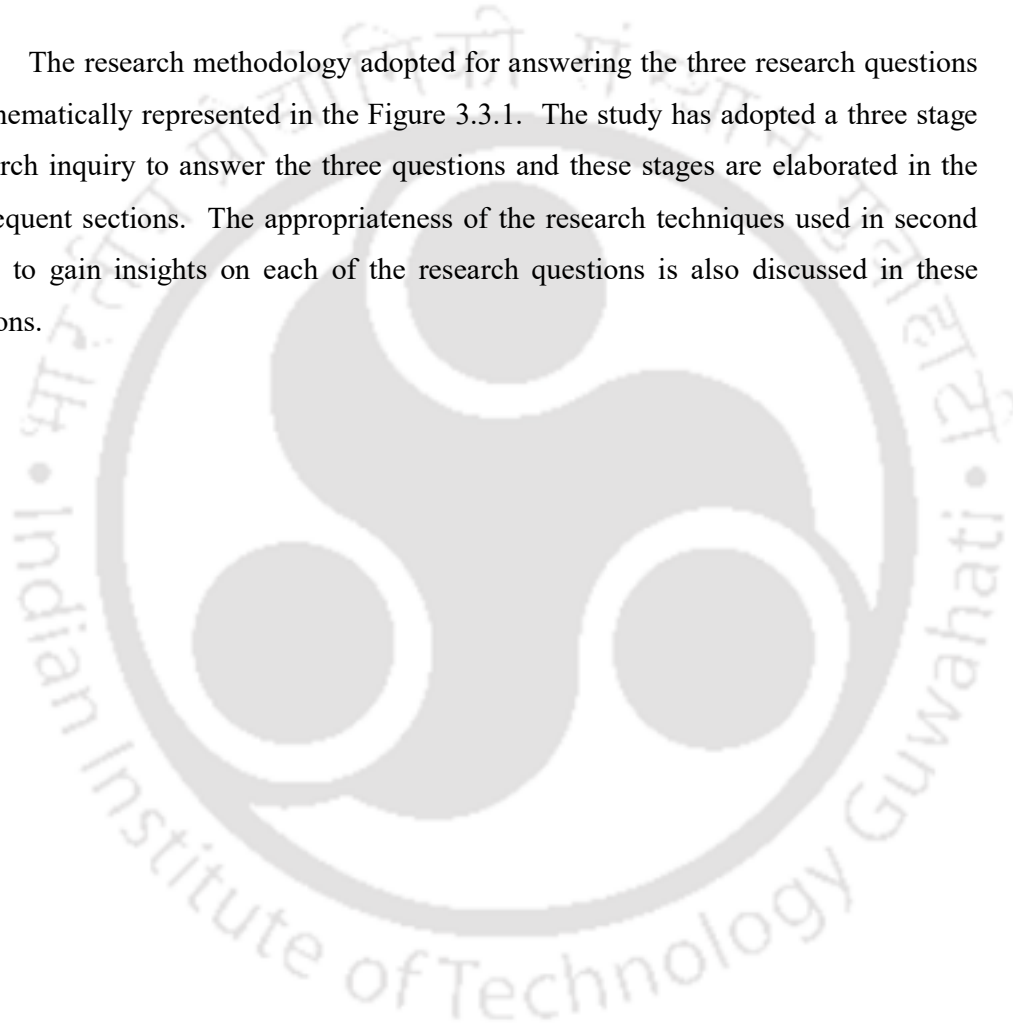 The research methodology adopted for answering the three research questions
hematically represented in the Figure 3.3.1. The study has adopted a three stage
rch inquiry to answer the three questions and these stages are elaborated in the
equent sections. The appropriateness of the research techniques used in second
to gain insights on each of the research questions is also discussed in these
ons.
भारतीय प्रौद्योगिकी संस्थान गुवाहाटी
• Indian Institute of Technology Guwahati •